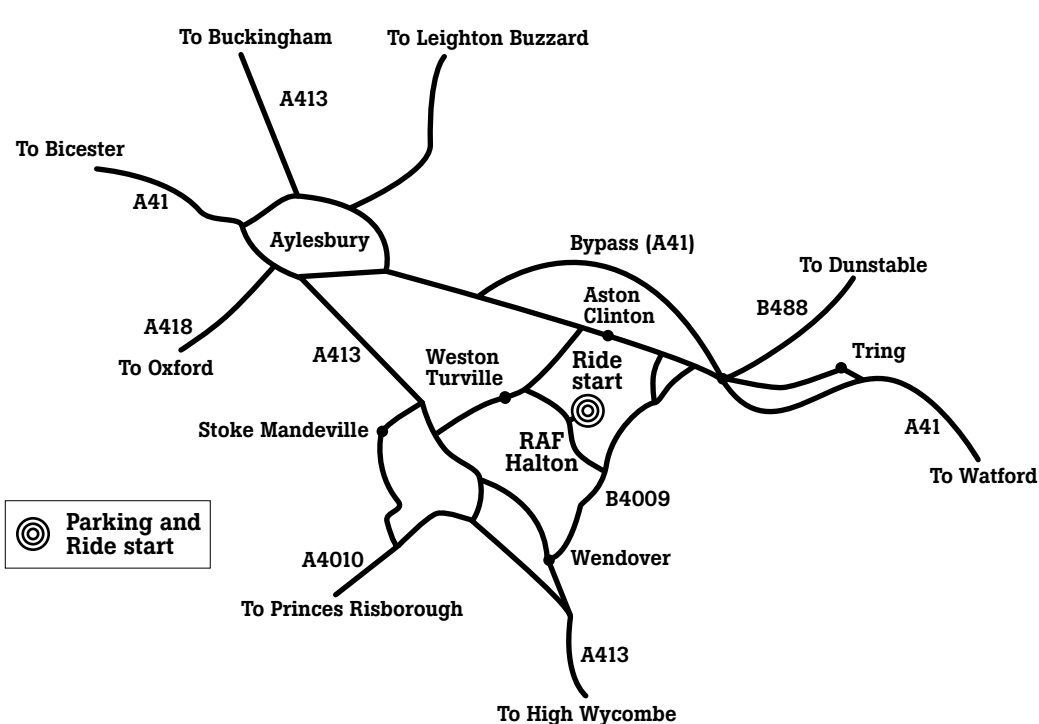 To Buckingham
To Leighton Buzzard
A413
To Bicester
A41
Aylesbury
Bypass (A41)
To Dunstable
Aston
Clinton
B488
A418
To Oxford
A413
Weston
Turville
Ride
start
Tring
Stoke Mandeville
RAF
Halton
A41
To Watford
B4009
Parking and
Ride start
A4010
Wendover
To Princes Risborough
A413
To High Wycombe